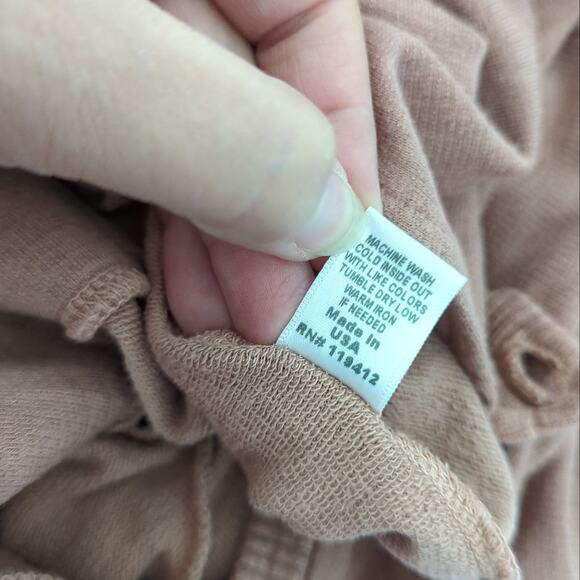 MACHINE WASH
COLD INSIDE OUT
WITH LIKE COLORS
TUMBLE DRY LOW
WARM IRON
IF NEEDED
Made In
USA
RN# 119412